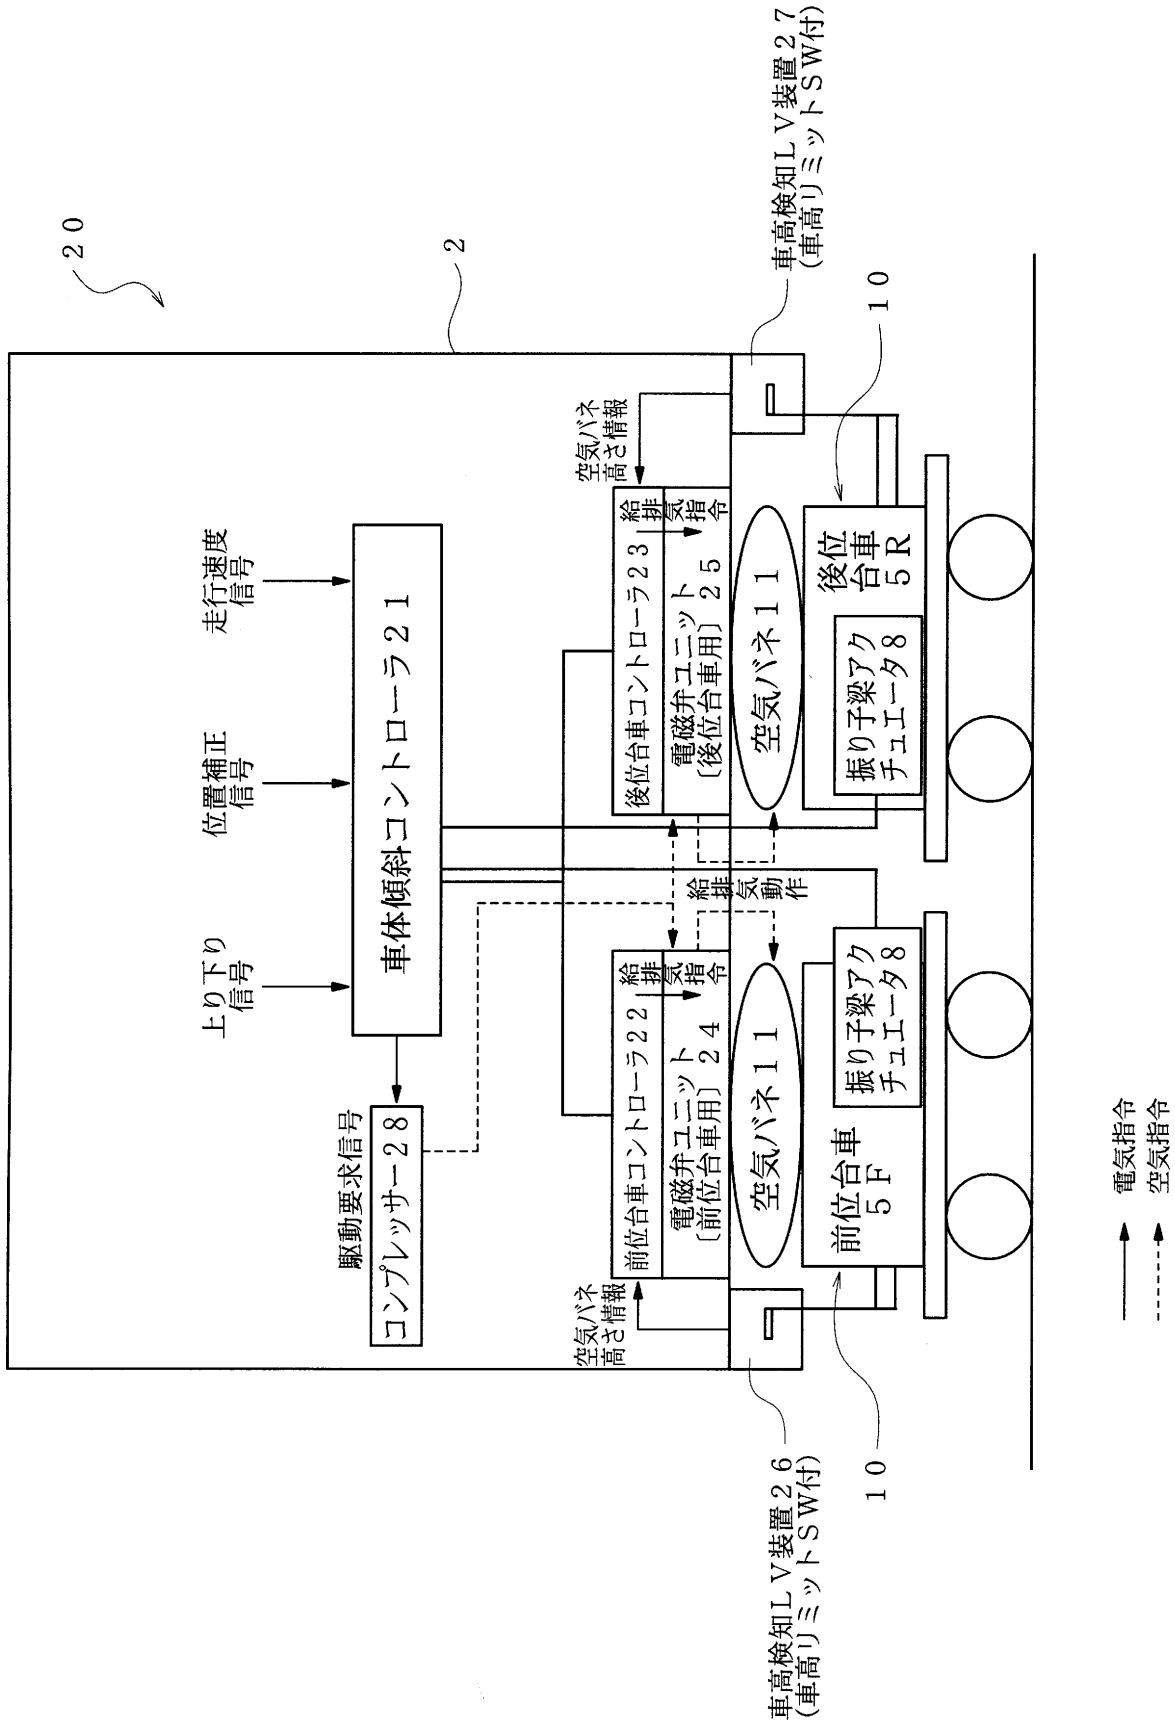 20
2
上り下り
信号
位置補正
信号
走行速度
信号
車体傾斜コントローラ21
駆動要求信号
コンプレッサー28
空気バネ
高さ情報
前位台車コントローラ22
給排気指令
電磁弁ユニット
〔前位台車用〕24
空気バネ
高さ情報
後位台車コントローラ23
給排気指令
電磁弁ユニット
〔後位台車用〕25
給排気動作
空気バネ11
空気バネ11
車高検知LV装置26
(車高リミットSW付)
車高検知LV装置27
(車高リミットSW付)
10
前位台車
5F
振り子梁アク
チュエータ8
振り子梁アク
チュエータ8
後位
台車
5R
10
電気指令
空気指令